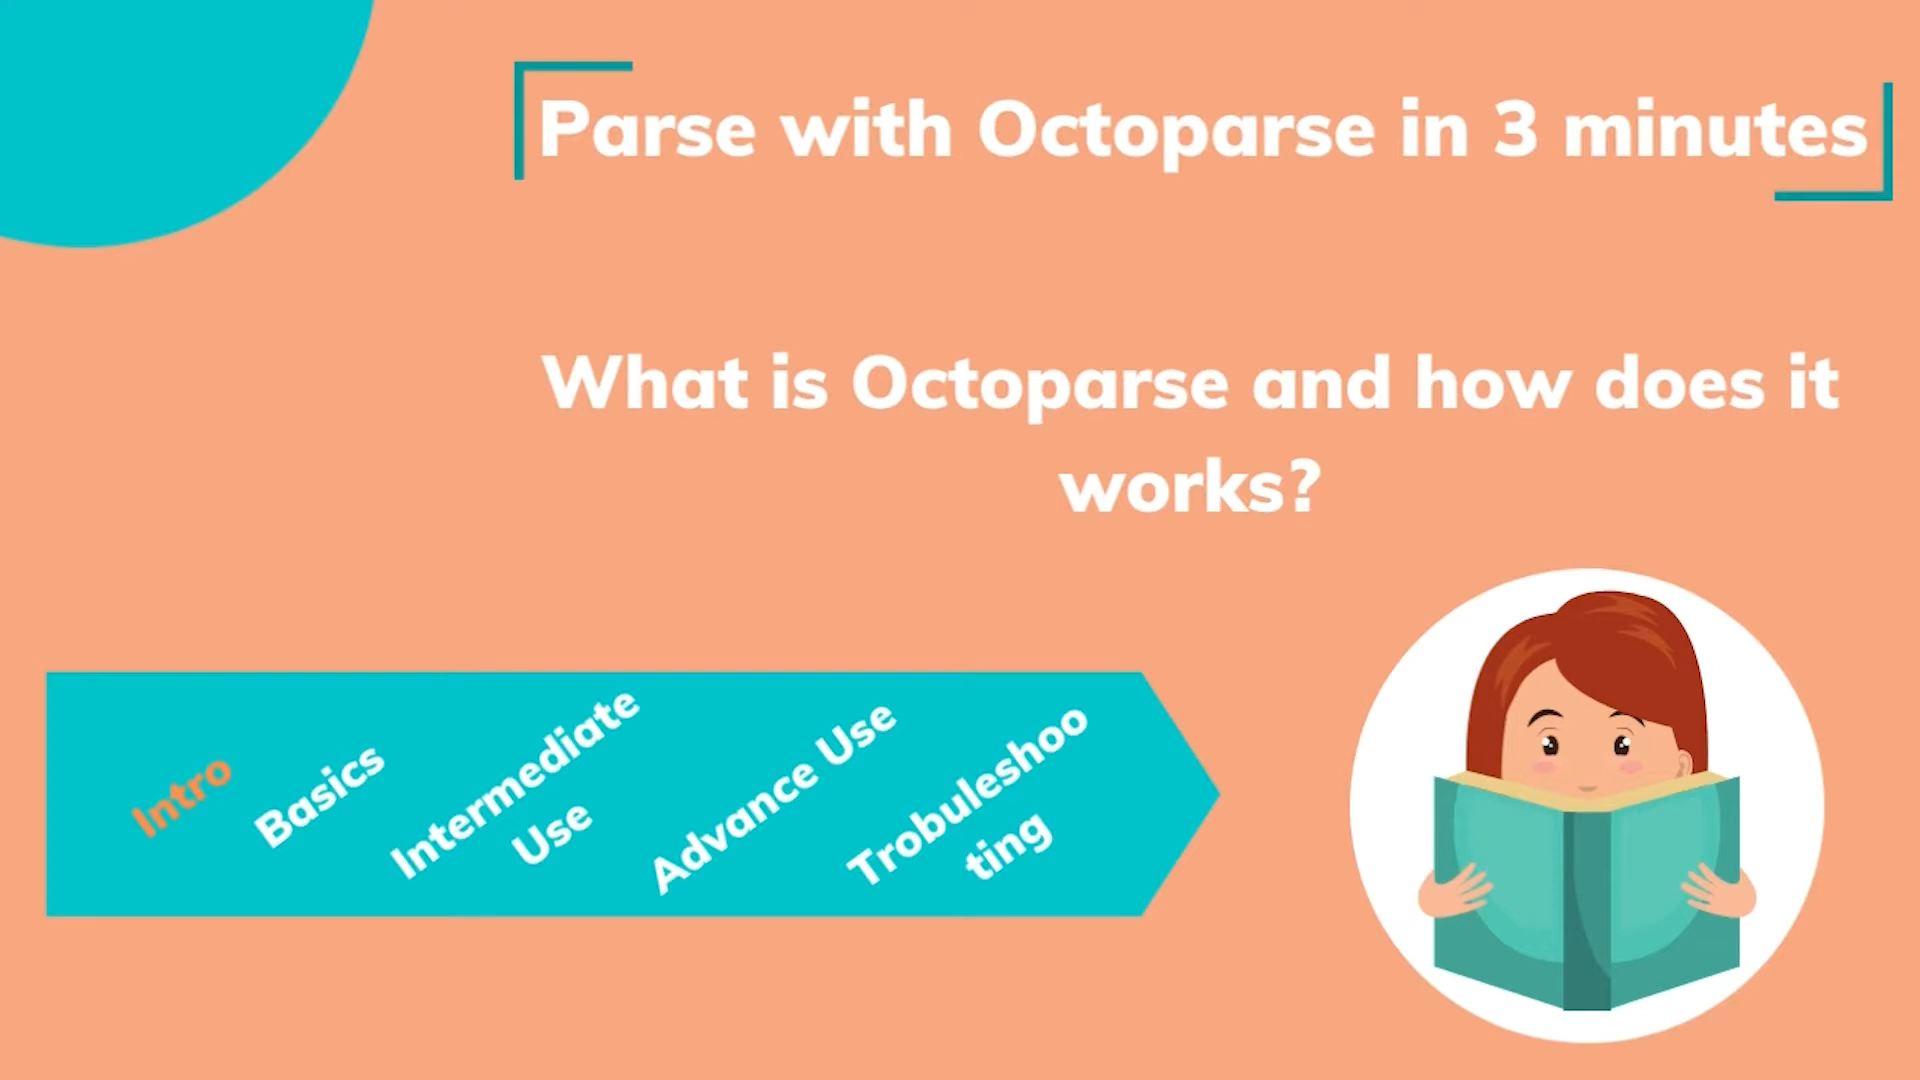 Parse with Octoparse in 3 minutes
What is Octoparse and how does it
works?
Intro
Basics
Intermediate
Use
Advance Use
Trobuleshoo
ting